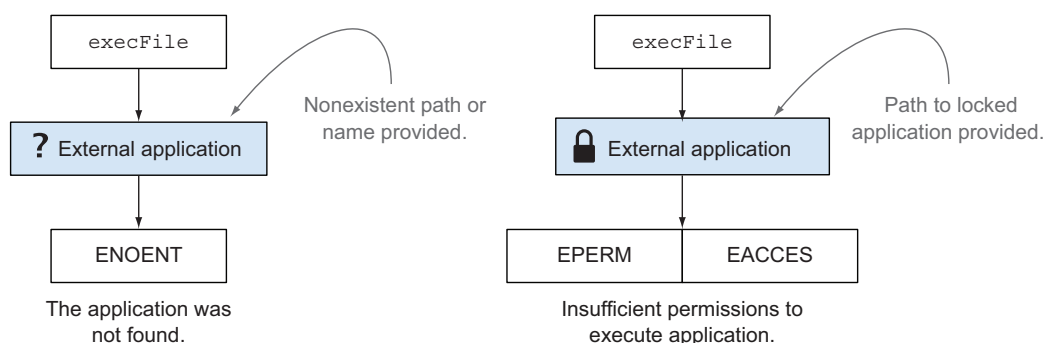 execFile
Nonexistent path or
name provided.
? External application
ENOENT
The application was
not found.
execFile
Path to locked
application provided.
External application
EPERM
EACCES
Insufficient permissions to
execute application.